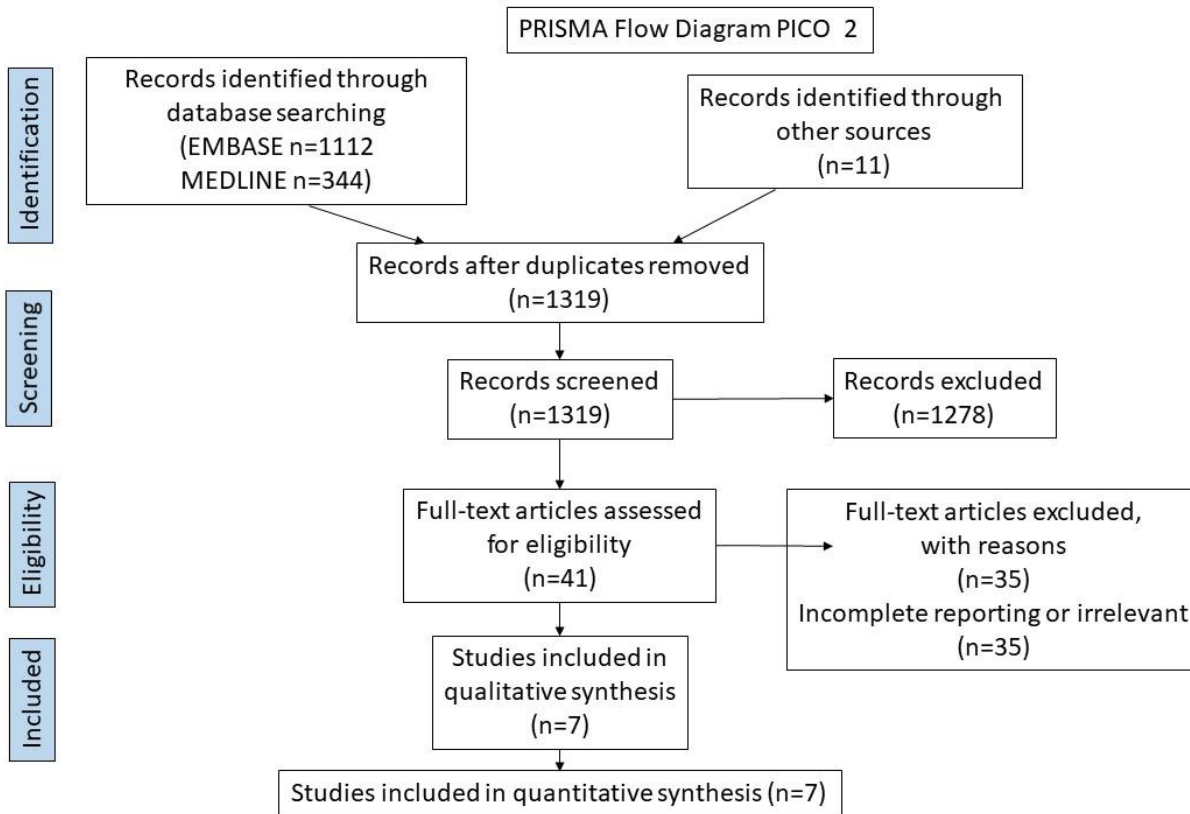 PRISMA Flow Diagram PICO 2
Identification
Records identified through
database searching
(EMBASE n=1112
MEDLINE n=344)
Records identified through
other sources
(n=11)
Records after duplicates removed
(n=1319)
Screening
Records screened
(n=1319)
Records excluded
(n=1278)
Eligibility
Full-text articles assessed
for eligibility
(n=41)
Full-text articles excluded,
with reasons
(n=35)
Incomplete reporting or irrelevant
(n=35)
Included
Studies included in
qualitative synthesis
(n=7)
Studies included in quantitative synthesis (n=7)